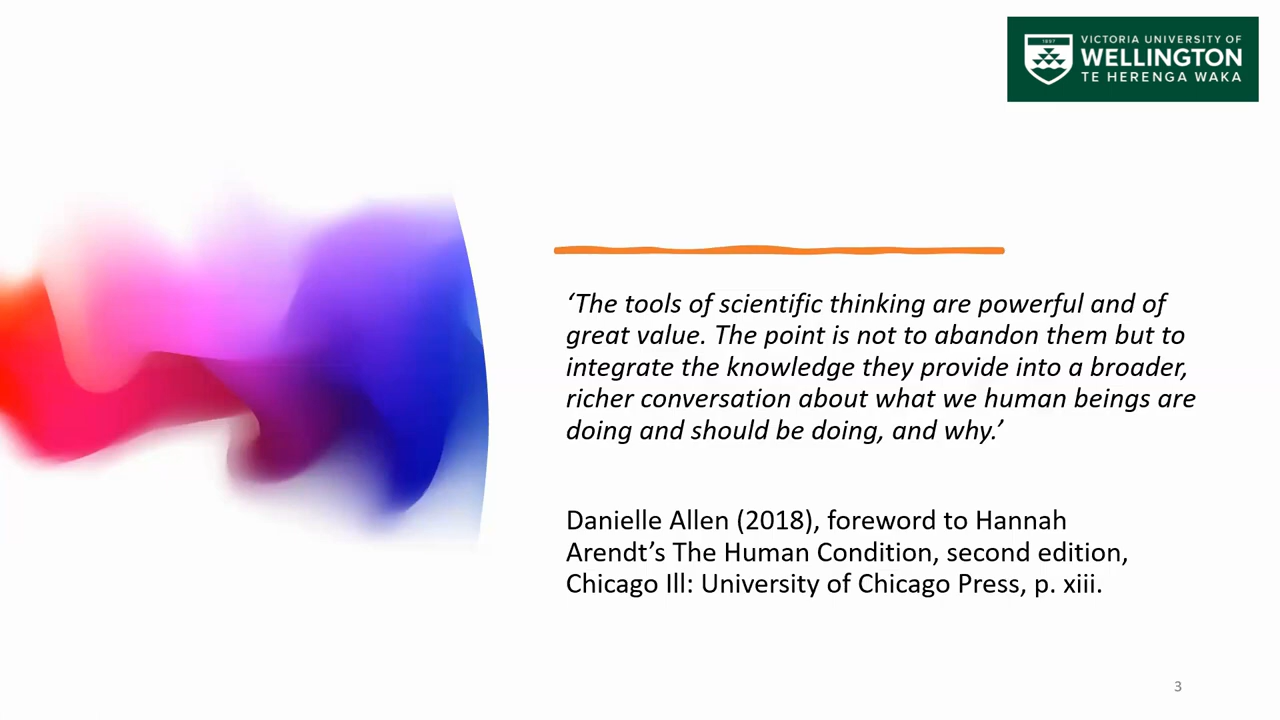 1897
VICTORIA UNIVERSITY OF
WELLINGTON
TE HERENGA WAKA
‘The tools of scientific thinking are powerful and of
great value. The point is not to abandon them but to
integrate the knowledge they provide into a broader,
richer conversation about what we human beings are
doing and should be doing, and why.’
Danielle Allen (2018), foreword to Hannah
Arendt’s The Human Condition, second edition,
Chicago Ill: University of Chicago Press, p. xiii.
3